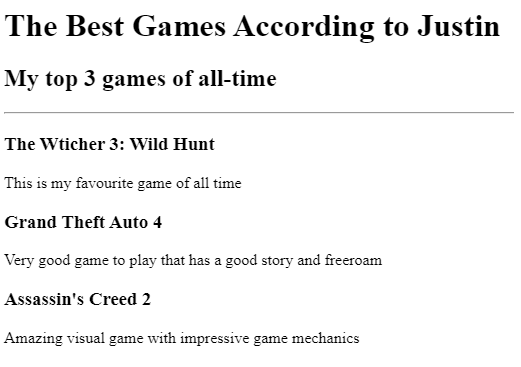 The Best Games According to Justin
My top 3 games of all-time
The Wticher 3: Wild Hunt
This is my favourite game of all time
Grand Theft Auto 4
Very good game to play that has a good story and freeroam
Assassin's Creed 2
Amazing visual game with impressive game mechanics